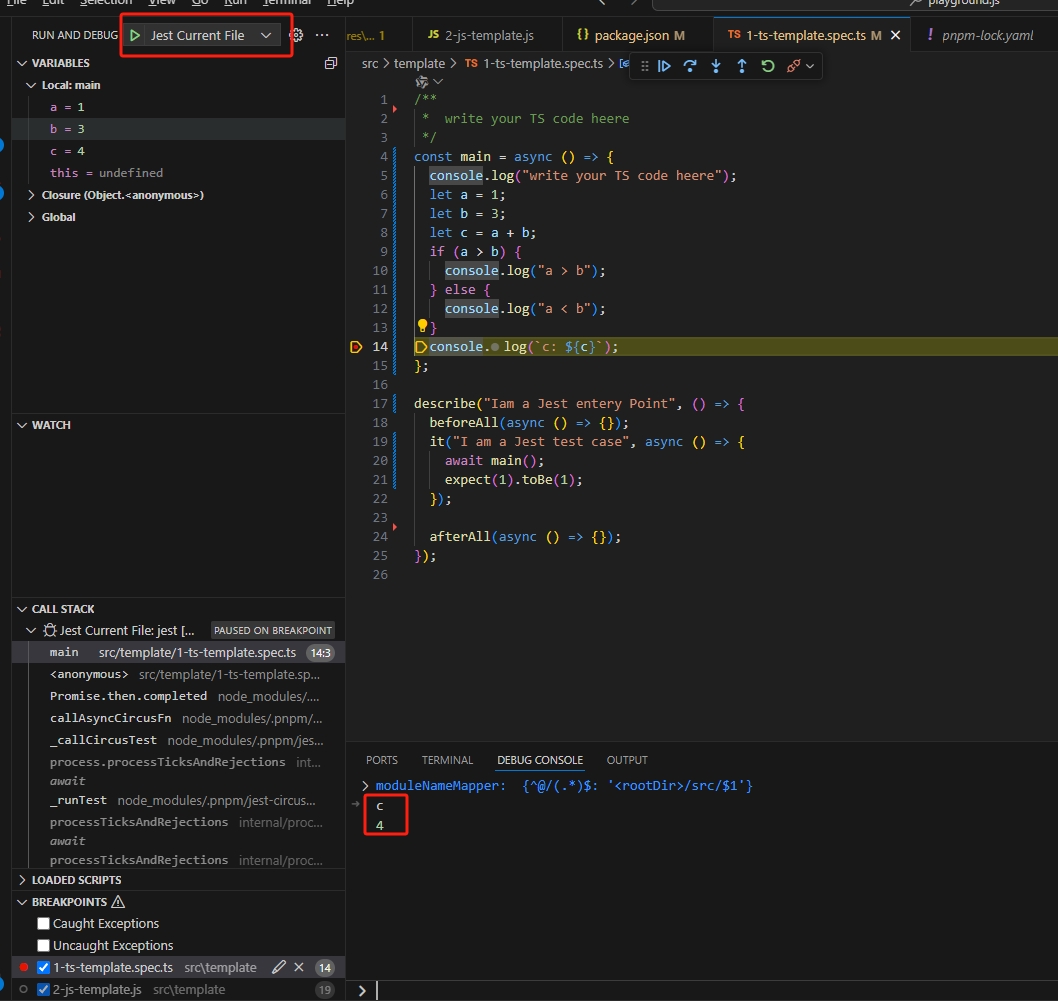 File Edit Selection View Go Run Terminal Help
playground.js
RUN AND DEBUG
Jest Current File
res\... 1
JS 2-js-template.js
{} package.json M
TS 1-ts-template.spec.ts M
! pnpm-lock.yaml
src > template > TS 1-ts-template.spec.ts >
VARIABLES
Local: main
a = 1
b = 3
c = 4
this = undefined
Closure (Object.<anonymous>)
Global
WATCH
CALL STACK
Jest Current File: jest [... PAUSED ON BREAKPOINT
main src/template/1-ts-template.spec.ts 14:3
<anonymous> src/template/1-ts-template.sp...
Promise.then.completed node_modules/....
callAsyncCircusFn node_modules/.pnpm/...
_callCircusTest node_modules/.pnpm/jes...
process.processTicksAndRejections int...
await
_runTest node_modules/.pnpm/jest-circus...
processTicksAndRejections internal/proc...
await
processTicksAndRejections internal/proc...
LOADED SCRIPTS
BREAKPOINTS
Caught Exceptions
Uncaught Exceptions
1-ts-template.spec.ts src\template 14
2-js-template.js src\template 19
1 /**
2 * write your TS code heere
3 */
4 const main = async () => {
5 console.log("write your TS code heere");
6 let a = 1;
7 let b = 3;
8 let c = a + b;
9 if (a > b) {
10 console.log("a > b");
11 } else {
12 console.log("a < b");
13 }
14 console. log(`c: ${c}`);
15 };
16
17 describe("Iam a Jest entery Point", () => {
18 beforeAll(async () => {});
19 it("I am a Jest test case", async () => {
20 await main();
21 expect(1).toBe(1);
22 });
23
24 afterAll(async () => {});
25 });
26
PORTS TERMINAL DEBUG CONSOLE OUTPUT
> moduleNameMapper: {^@/(.*)$: '<rootDir>/src/$1'}
c
4
>